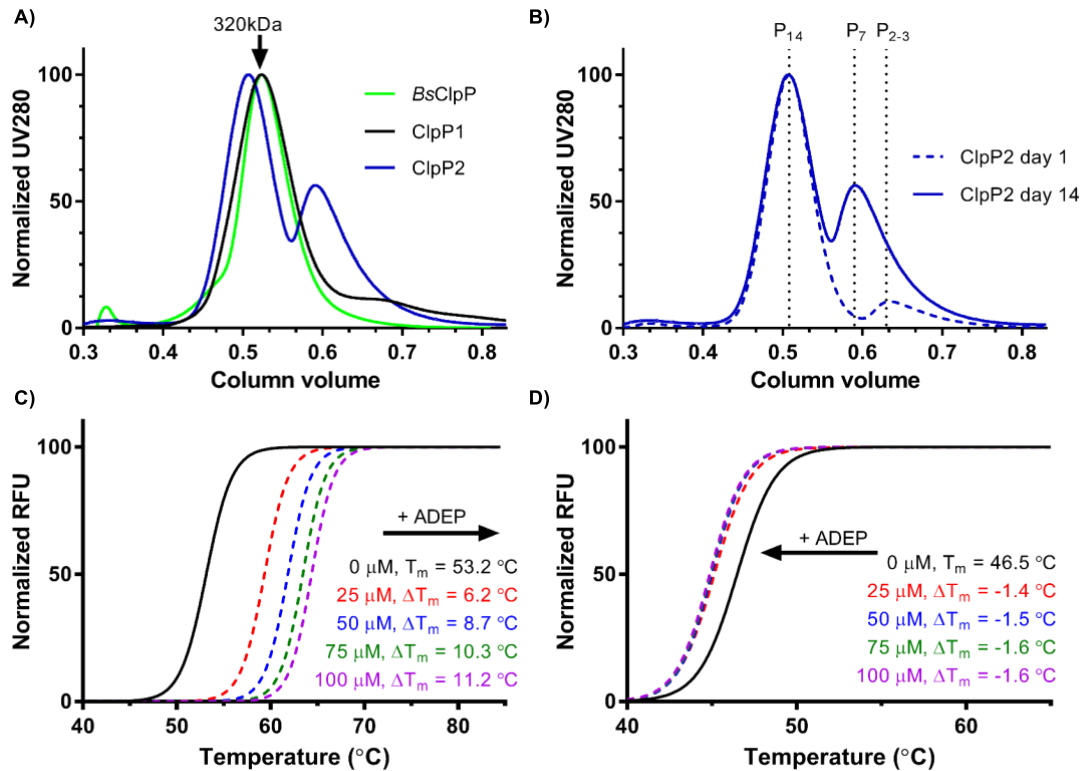 A)
320kDa
Normalized UV280
100
50
0
0.3 0.4 0.5 0.6 0.7 0.8
Column volume
BsClpP
ClpP1
ClpP2
B)
P14 P7 P2-3
Normalized UV280
100
50
0
0.3 0.4 0.5 0.6 0.7 0.8
Column volume
ClpP2 day 1
ClpP2 day 14
C)
Normalized RFU
100
50
0
40 50 60 70 80
Temperature (°C)
+ ADEP
0 μM, Tm = 53.2 °C
25 μM, ΔTm = 6.2 °C
50 μM, ΔTm = 8.7 °C
75 μM, ΔTm = 10.3 °C
100 μM, ΔTm = 11.2 °C
D)
Normalized RFU
100
50
0
40 50 60
Temperature (°C)
+ ADEP
0 μM, Tm = 46.5 °C
25 μM, ΔTm = -1.4 °C
50 μM, ΔTm = -1.5 °C
75 μM, ΔTm = -1.6 °C
100 μM, ΔTm = -1.6 °C